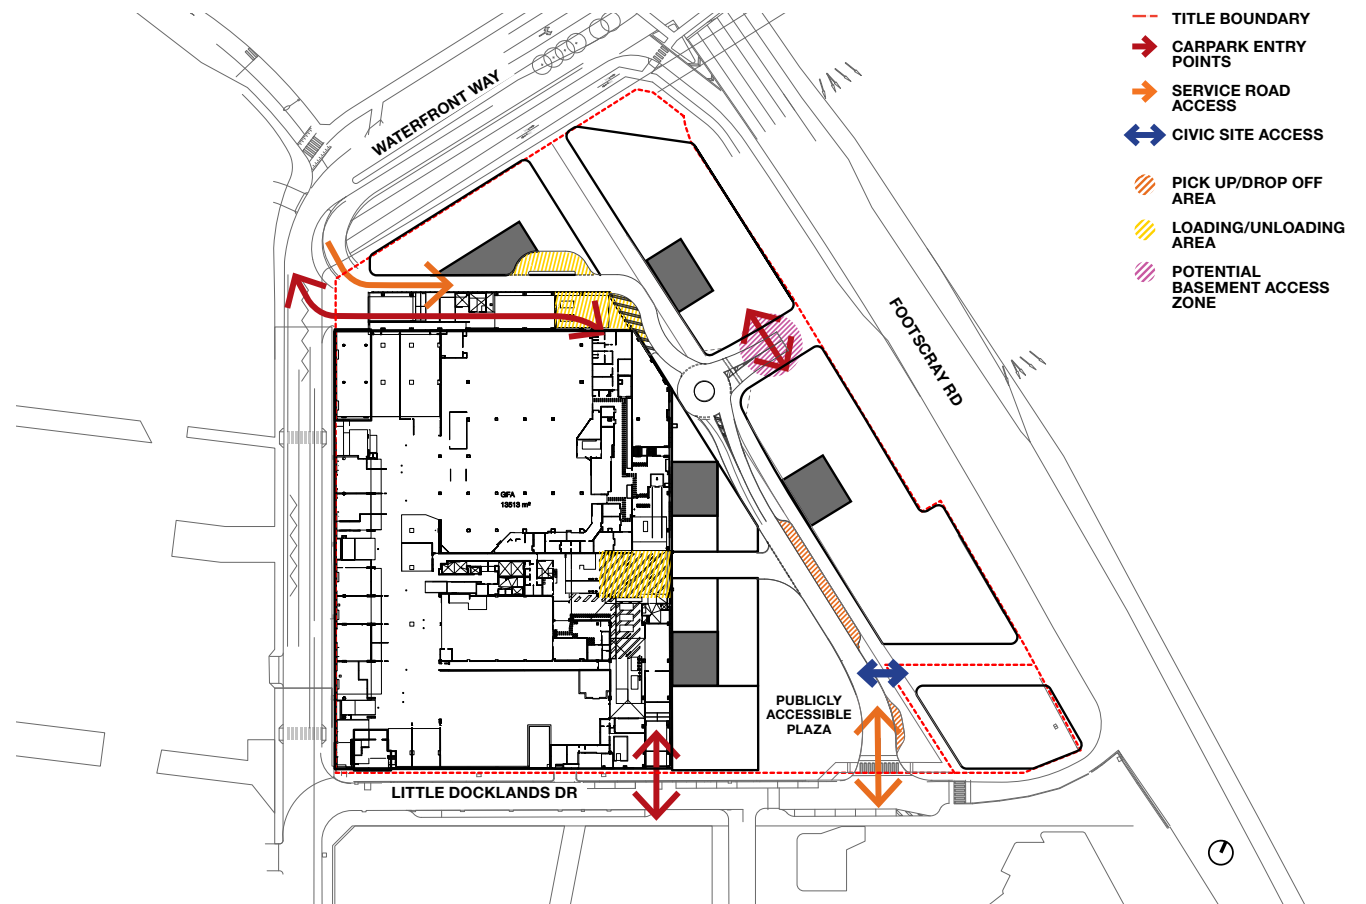 TITLE BOUNDARY
CARPARK ENTRY
POINTS
SERVICE ROAD
ACCESS
CIVIC SITE ACCESS
PICK UP/DROP OFF
AREA
LOADING/UNLOADING
AREA
POTENTIAL
BASEMENT ACCESS
ZONE
WATERFRONT WAY
FOOTSCRAY RD
GFA
13513 m²
PUBLICLY
ACCESSIBLE
PLAZA
LITTLE DOCKLANDS DR